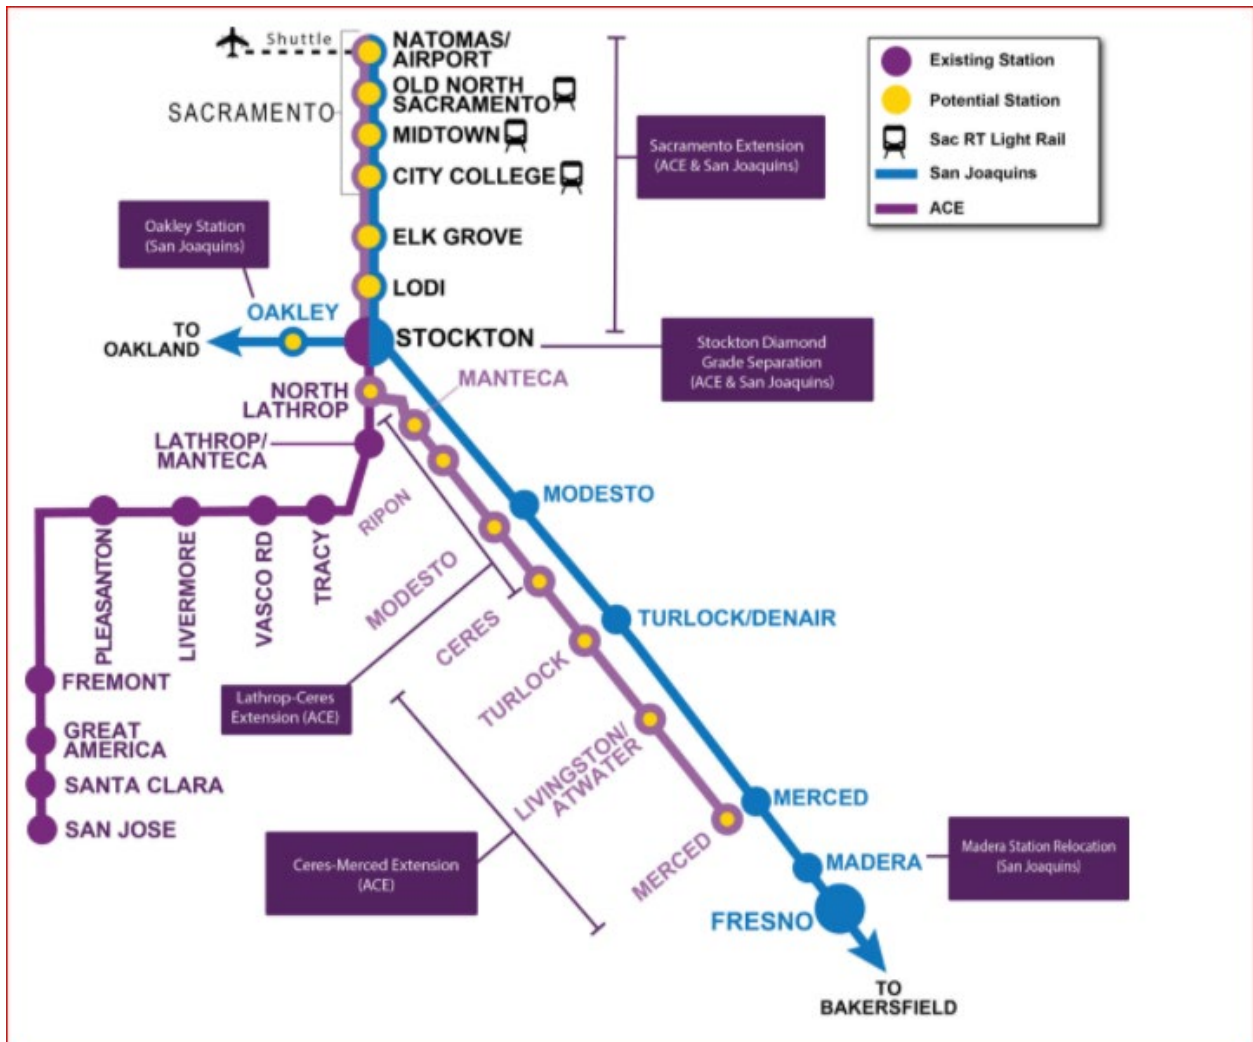 Shuttle
NATOMAS/
AIRPORT
OLD NORTH
SACRAMENTO
SACRAMENTO
MIDTOWN
CITY COLLEGE
ELK GROVE
LODI
Existing Station
Potential Station
Sac RT Light Rail
San Joaquins
ACE
Sacramento Extension
(ACE & San Joaquins)
Oakley Station
(San Joaquins)
OAKLEY
TO
OAKLAND
STOCKTON
Stockton Diamond
Grade Separation
(ACE & San Joaquins)
MANTECA
NORTH
LATHROP
LATHROP/
MANTECA
RIPON
MODESTO
MODESTO
PLEASANTON
LIVERMORE
VASCO RD
TRACY
CERES
TURLOCK/DENAIR
TURLOCK
FREMONT
GREAT
AMERICA
SANTA CLARA
SAN JOSE
Lathrop-Ceres
Extension (ACE)
LIVINGSTON/
ATWATER
MERCED
MERCED
Ceres-Merced Extension
(ACE)
MADERA
Madera Station Relocation
(San Joaquins)
FRESNO
TO
BAKERSFIELD